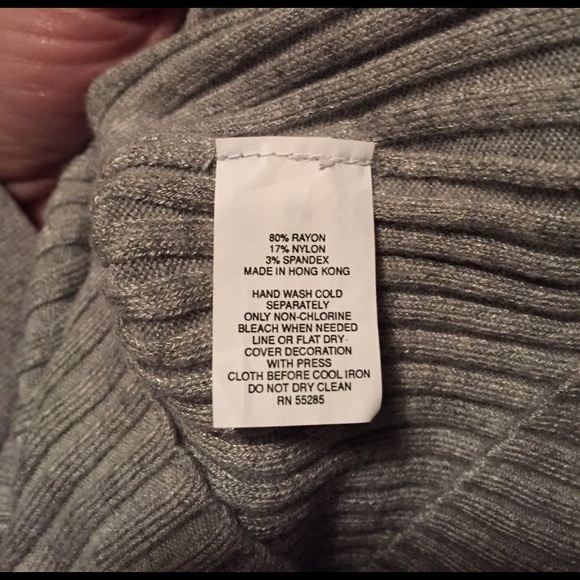 80% RAYON
17% NYLON
3% SPANDEX
MADE IN HONG KONG
HAND WASH COLD
SEPARATELY
ONLY NON-CHLORINE
BLEACH WHEN NEEDED
LINE OR FLAT DRY
COVER DECORATION
WITH PRESS
CLOTH BEFORE COOL IRON
DO NOT DRY CLEAN
RN 55285